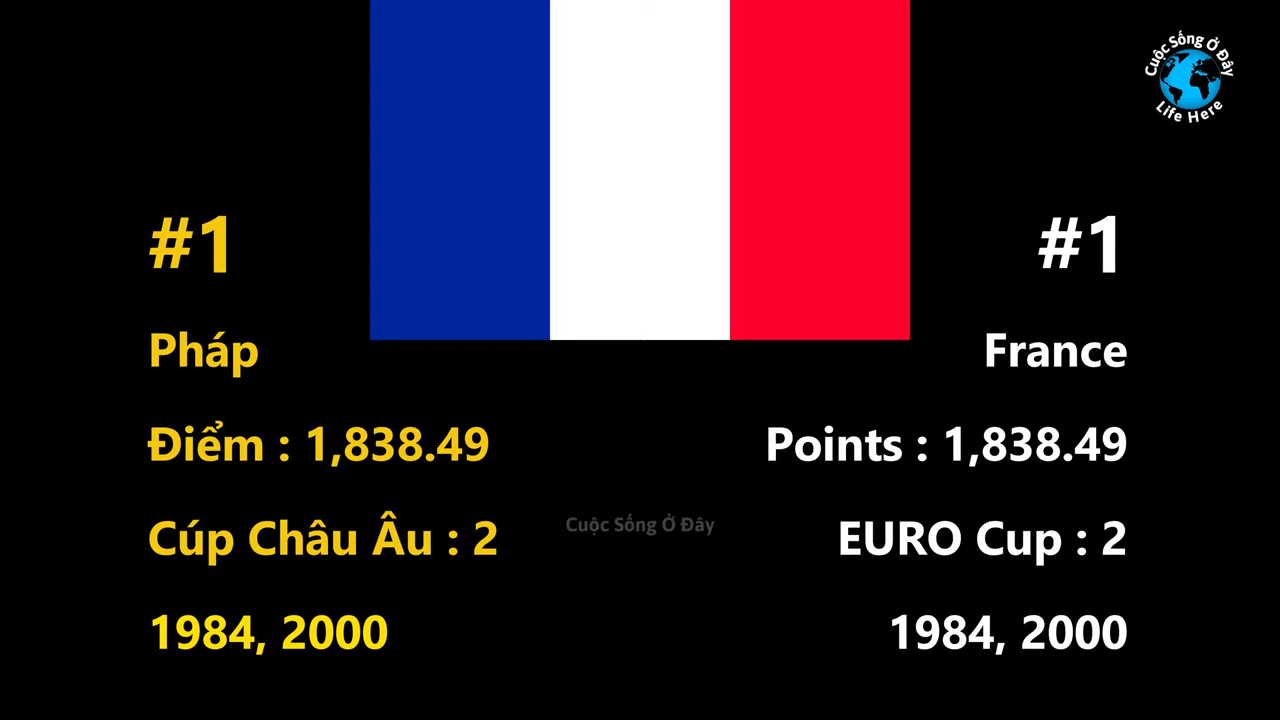 Cuộc Sống Ở Đây
Life Here
#1
#1
Pháp
France
Điểm : 1,838.49
Points : 1,838.49
Cúp Châu Âu : 2
Cuộc Sống Ở Đây
EURO Cup : 2
1984, 2000
1984, 2000